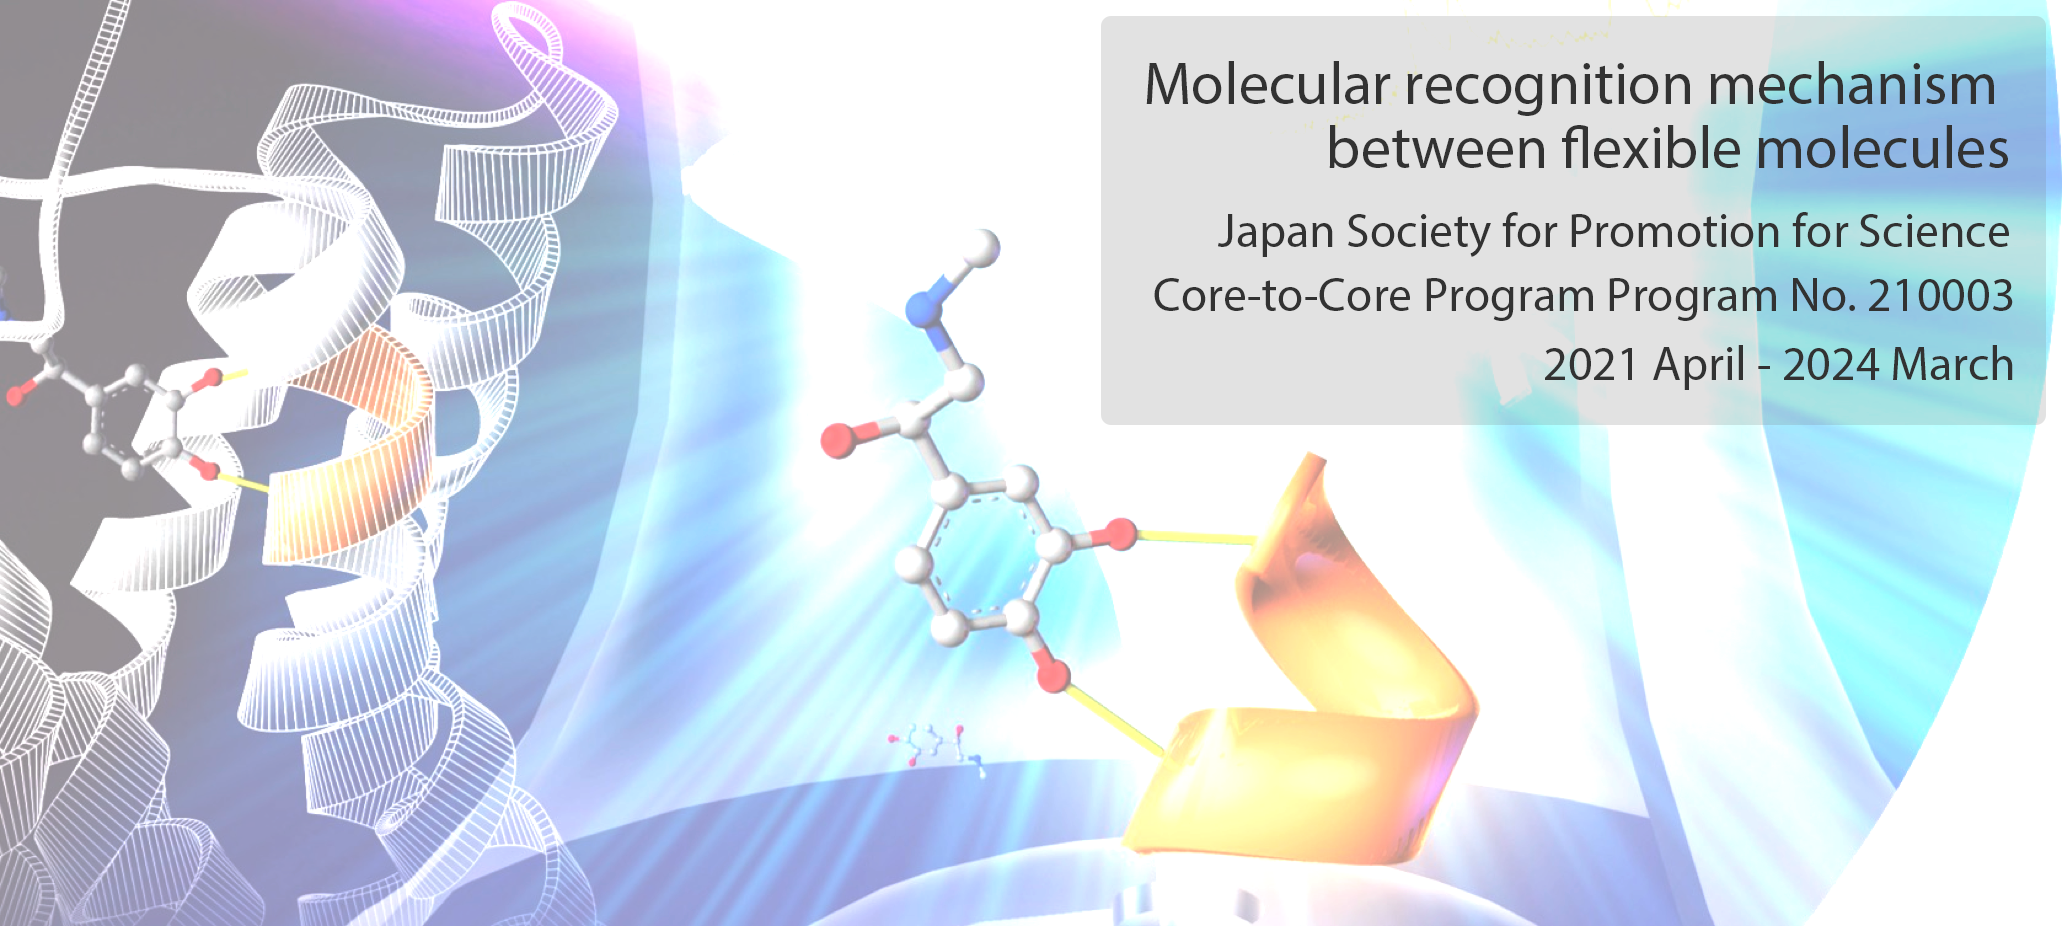 Molecular recognition mechanism
between flexible molecules
Japan Society for Promotion for Science
Core-to-Core Program Program No. 210003
2021 April - 2024 March